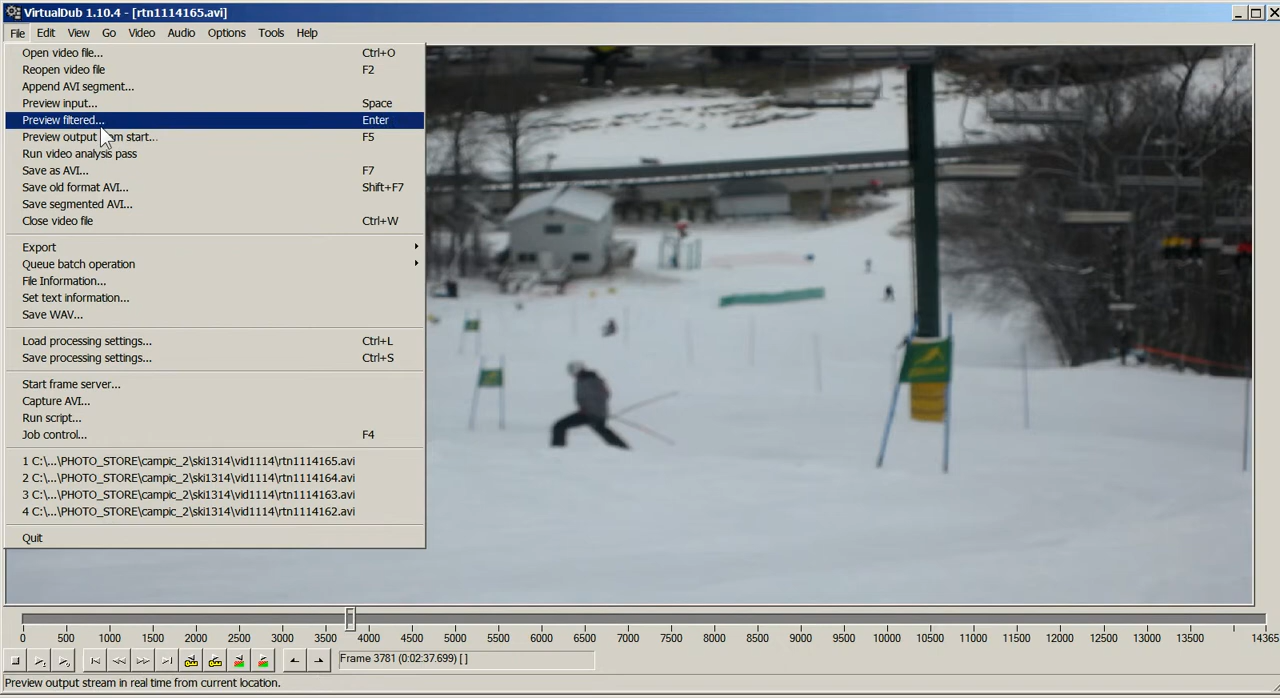 VirtualDub 1.10.4 - [rtn1114165.avi]
File Edit View Go Video Audio Options Tools Help
Open video file... Ctrl+O
Reopen video file F2
Append AVI segment...
Preview input... Space
Preview filtered... Enter
Preview output from start... F5
Run video analysis pass
Save as AVI... F7
Save old format AVI... Shift+F7
Save segmented AVI...
Close video file Ctrl+W
Export
Queue batch operation
File Information...
Set text information...
Save WAV...
Load processing settings... Ctrl+L
Save processing settings... Ctrl+S
Start frame server...
Capture AVI...
Run script...
Job control... F4
1 C:\...\PHOTO_STORE\campic_2\ski1314\vid1114\rtn1114165.avi
2 C:\...\PHOTO_STORE\campic_2\ski1314\vid1114\rtn1114164.avi
3 C:\...\PHOTO_STORE\campic_2\ski1314\vid1114\rtn1114163.avi
4 C:\...\PHOTO_STORE\campic_2\ski1314\vid1114\rtn1114162.avi
Quit
0 500 1000 1500 2000 2500 3000 3500 4000 4500 5000 5500 6000 6500 7000 7500 8000 8500 9000 9500 10000 10500 11000 11500 12000 12500 13000 13500 14365
Frame 3781 (0:02:37.699) [ ]
Preview output stream in real time from current location.